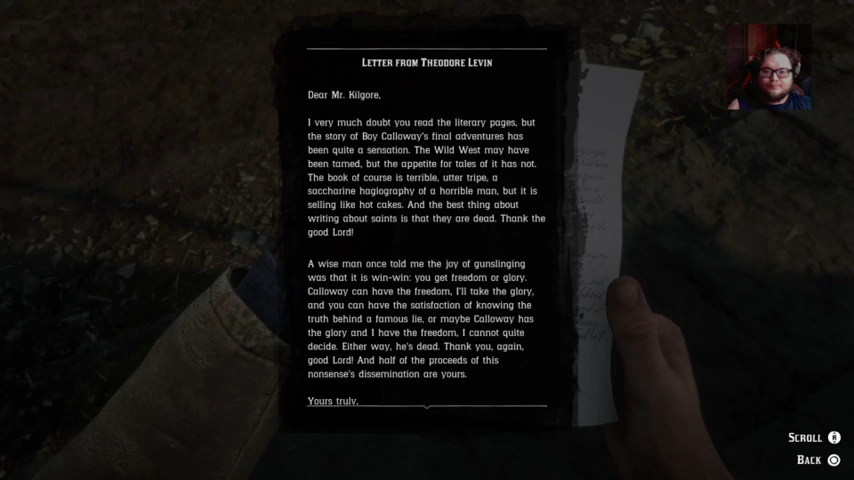 Letter from Theodore Levin
Dear Mr. Kilgore,
I very much doubt you read the literary pages, but
the story of Boy Calloway's final adventures has
been quite a sensation. The Wild West may have
been tamed, but the appetite for tales of it has not.
The book of course is terrible, utter tripe, a
saccharine hagiography of a horrible man, but it is
selling like hot cakes. And the best thing about
writing about saints is that they are dead. Thank the
good Lord!
A wise man once told me the joy of gunslinging
was that it is win-win: you get freedom or glory.
Calloway can have the freedom, I'll take the glory,
and you can have the satisfaction of knowing the
truth behind a famous lie, or maybe Calloway has
the glory and I have the freedom, I cannot quite
decide. Either way, he's dead. Thank you, again,
good Lord! And half of the proceeds of this
nonsense's dissemination are yours.
Yours truly,
Scroll R
Back